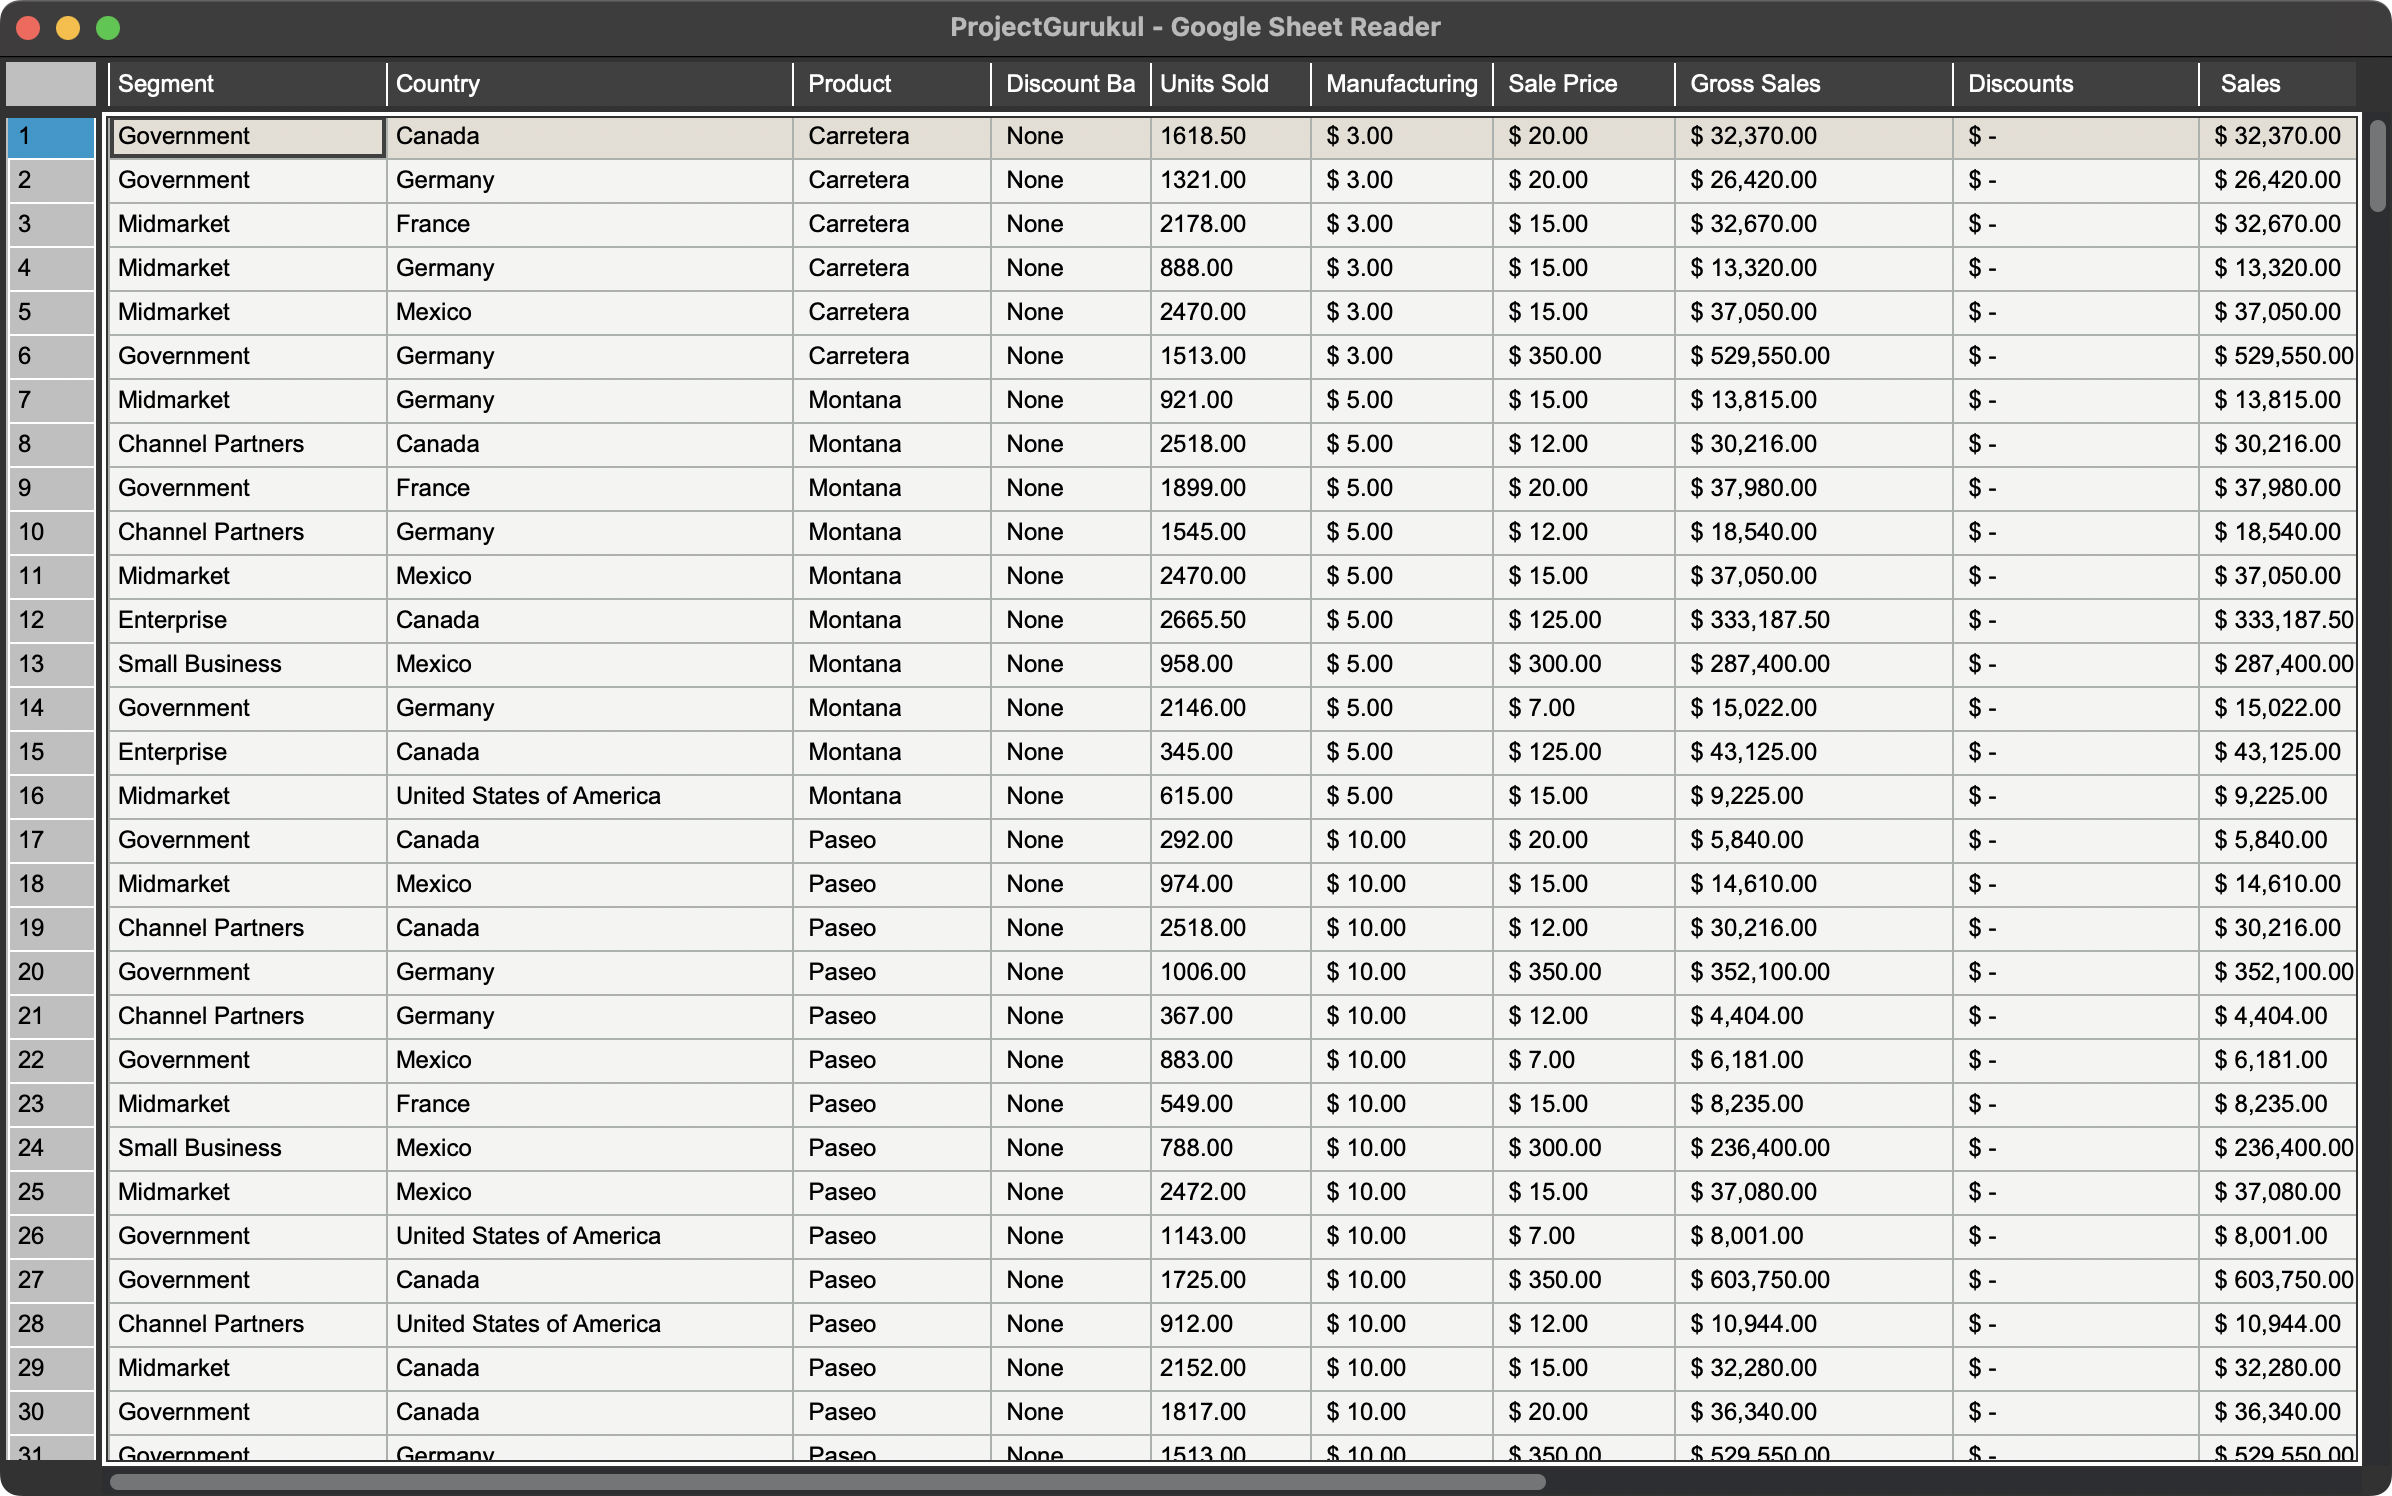 ProjectGurukul - Google Sheet Reader
Segment Country Product Discount Ba Units Sold Manufacturing Sale Price Gross Sales Discounts Sales
1 Government Canada Carretera None 1618.50 $ 3.00 $ 20.00 $ 32,370.00 $ - $ 32,370.00
2 Government Germany Carretera None 1321.00 $ 3.00 $ 20.00 $ 26,420.00 $ - $ 26,420.00
3 Midmarket France Carretera None 2178.00 $ 3.00 $ 15.00 $ 32,670.00 $ - $ 32,670.00
4 Midmarket Germany Carretera None 888.00 $ 3.00 $ 15.00 $ 13,320.00 $ - $ 13,320.00
5 Midmarket Mexico Carretera None 2470.00 $ 3.00 $ 15.00 $ 37,050.00 $ - $ 37,050.00
6 Government Germany Carretera None 1513.00 $ 3.00 $ 350.00 $ 529,550.00 $ - $ 529,550.00
7 Midmarket Germany Montana None 921.00 $ 5.00 $ 15.00 $ 13,815.00 $ - $ 13,815.00
8 Channel Partners Canada Montana None 2518.00 $ 5.00 $ 12.00 $ 30,216.00 $ - $ 30,216.00
9 Government France Montana None 1899.00 $ 5.00 $ 20.00 $ 37,980.00 $ - $ 37,980.00
10 Channel Partners Germany Montana None 1545.00 $ 5.00 $ 12.00 $ 18,540.00 $ - $ 18,540.00
11 Midmarket Mexico Montana None 2470.00 $ 5.00 $ 15.00 $ 37,050.00 $ - $ 37,050.00
12 Enterprise Canada Montana None 2665.50 $ 5.00 $ 125.00 $ 333,187.50 $ - $ 333,187.50
13 Small Business Mexico Montana None 958.00 $ 5.00 $ 300.00 $ 287,400.00 $ - $ 287,400.00
14 Government Germany Montana None 2146.00 $ 5.00 $ 7.00 $ 15,022.00 $ - $ 15,022.00
15 Enterprise Canada Montana None 345.00 $ 5.00 $ 125.00 $ 43,125.00 $ - $ 43,125.00
16 Midmarket United States of America Montana None 615.00 $ 5.00 $ 15.00 $ 9,225.00 $ - $ 9,225.00
17 Government Canada Paseo None 292.00 $ 10.00 $ 20.00 $ 5,840.00 $ - $ 5,840.00
18 Midmarket Mexico Paseo None 974.00 $ 10.00 $ 15.00 $ 14,610.00 $ - $ 14,610.00
19 Channel Partners Canada Paseo None 2518.00 $ 10.00 $ 12.00 $ 30,216.00 $ - $ 30,216.00
20 Government Germany Paseo None 1006.00 $ 10.00 $ 350.00 $ 352,100.00 $ - $ 352,100.00
21 Channel Partners Germany Paseo None 367.00 $ 10.00 $ 12.00 $ 4,404.00 $ - $ 4,404.00
22 Government Mexico Paseo None 883.00 $ 10.00 $ 7.00 $ 6,181.00 $ - $ 6,181.00
23 Midmarket France Paseo None 549.00 $ 10.00 $ 15.00 $ 8,235.00 $ - $ 8,235.00
24 Small Business Mexico Paseo None 788.00 $ 10.00 $ 300.00 $ 236,400.00 $ - $ 236,400.00
25 Midmarket Mexico Paseo None 2472.00 $ 10.00 $ 15.00 $ 37,080.00 $ - $ 37,080.00
26 Government United States of America Paseo None 1143.00 $ 10.00 $ 7.00 $ 8,001.00 $ - $ 8,001.00
27 Government Canada Paseo None 1725.00 $ 10.00 $ 350.00 $ 603,750.00 $ - $ 603,750.00
28 Channel Partners United States of America Paseo None 912.00 $ 10.00 $ 12.00 $ 10,944.00 $ - $ 10,944.00
29 Midmarket Canada Paseo None 2152.00 $ 10.00 $ 15.00 $ 32,280.00 $ - $ 32,280.00
30 Government Canada Paseo None 1817.00 $ 10.00 $ 20.00 $ 36,340.00 $ - $ 36,340.00
31 Government Germany Paseo None 1513.00 $ 10.00 $ 350.00 $ 529,550.00 $ - $ 529,550.00